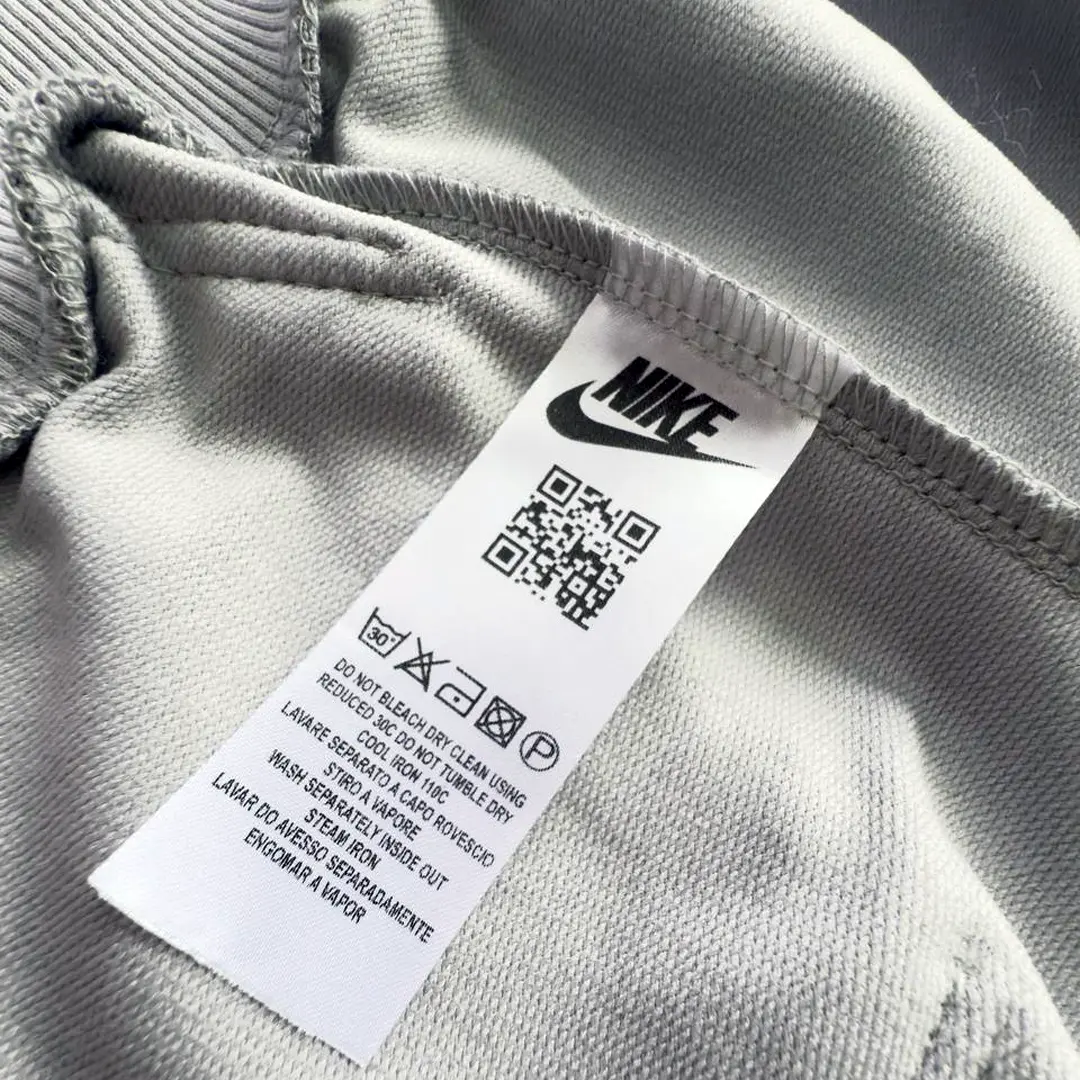 NIKE
30°
P
DO NOT BLEACH DRY CLEAN USING
REDUCED 30C DO NOT TUMBLE DRY
COOL IRON 110C
LAVARE SEPARATO A CAPO ROVESCIO
STIRO A VAPORE
WASH SEPARATELY INSIDE OUT
STEAM IRON
LAVAR DO AVESSO SEPARADAMENTE
ENGOMAR A VAPOR